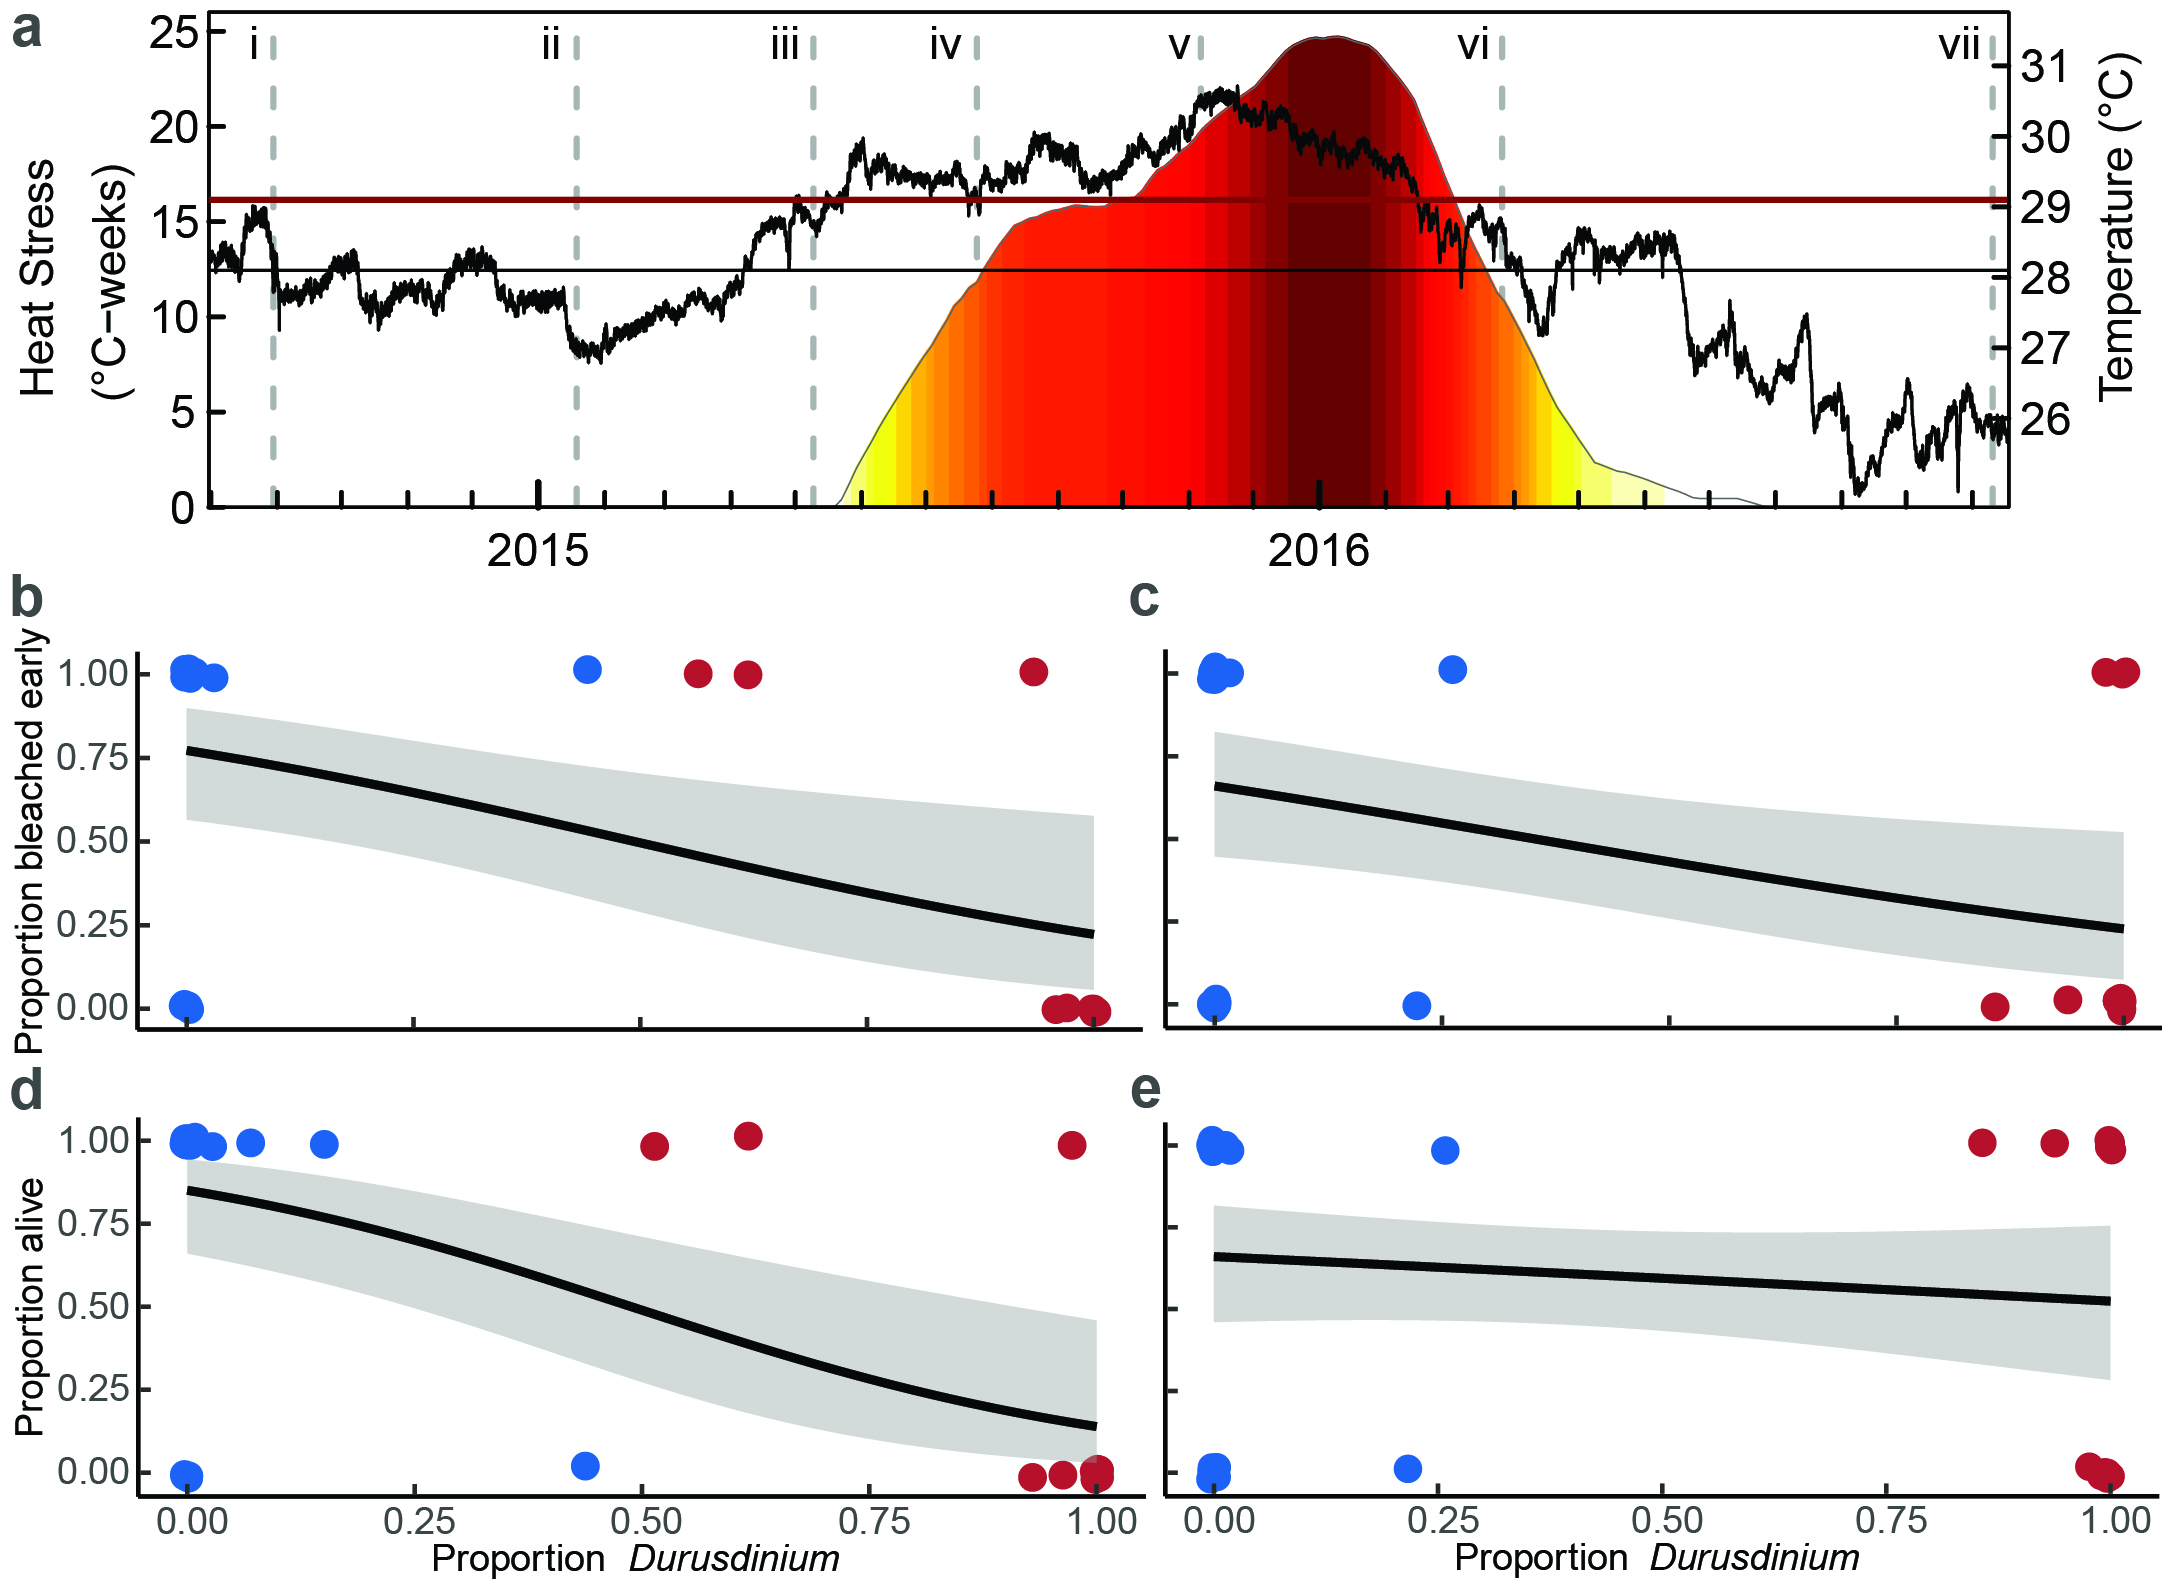 a
i ii iii iv v vi vii
25
20
15
10
5
0
Heat Stress
(°C−weeks)
31
30
29
28
27
26
Temperature (°C)
2015 2016
b
1.00
0.75
0.50
0.25
0.00
Proportion bleached early
c
d
1.00
0.75
0.50
0.25
0.00
Proportion alive
0.00 0.25 0.50 0.75 1.00
Proportion Durusdinium
e
0.00 0.25 0.50 0.75 1.00
Proportion Durusdinium